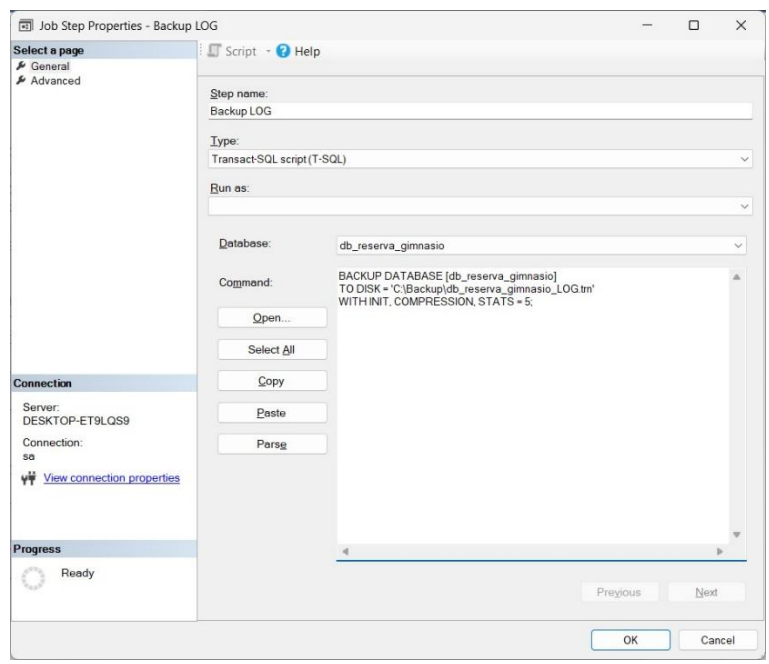 Job Step Properties - Backup LOG
Select a page
General
Advanced
Script
Help
Step name:
Backup LOG
Type:
Transact-SQL script (T-SQL)
Run as:
Database:
db_reserva_gimnasio
Command:
BACKUP DATABASE [db_reserva_gimnasio]
TO DISK = 'C:\Backup\db_reserva_gimnasio_LOG.trn'
WITH INIT, COMPRESSION, STATS = 5;
Open...
Select All
Copy
Paste
Parse
Connection
Server:
DESKTOP-ET9LQS9
Connection:
sa
View connection properties
Progress
Ready
Previous
Next
OK
Cancel